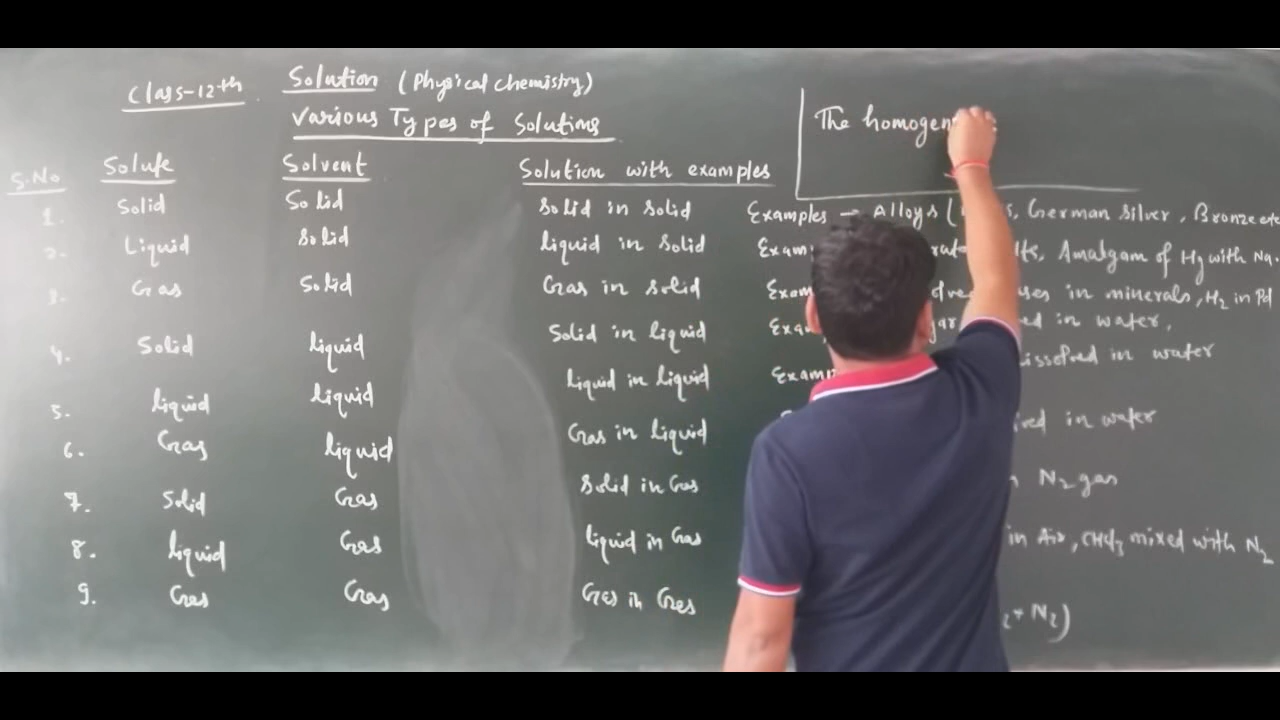 Class-12-th Solution (Physical chemistry)
Various Types of Solutions
The homogen
S.No Solute Solvent Solution with examples
1. Solid Solid Solid in Solid Examples → Alloys ( German Silver, Bronze etc
2. Liquid Solid liquid in Solid Amalgam of Hg with Na.
3. Gas Solid Gas in Solid in minerals, H2 in Pd
4. Solid liquid Solid in liquid in water,
5. liquid liquid liquid in liquid in water
6. Gas liquid Gas in liquid in water
7. Solid Gas Solid in Gas N2 gas
8. liquid Gas liquid in Gas in Air, CHCl3 mixed with N2
9. Gas Gas Gas in Gas + N2)